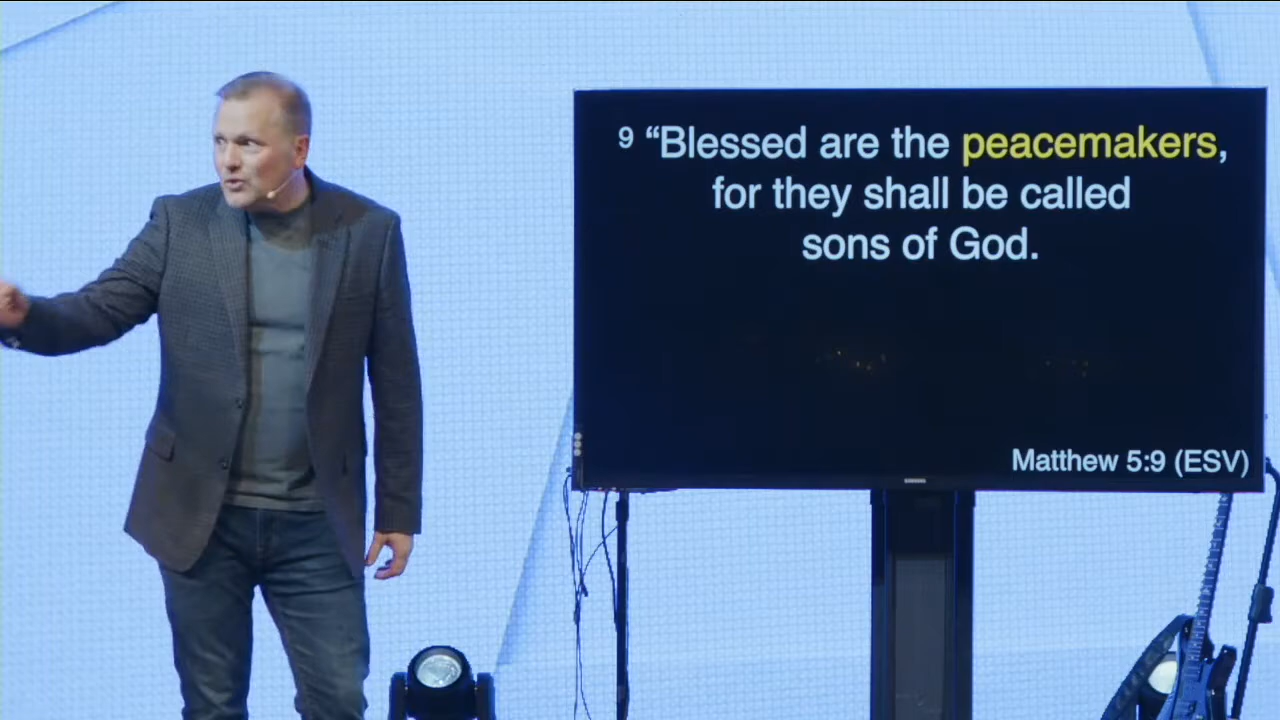 9 “Blessed are the peacemakers,
for they shall be called
sons of God.
Matthew 5:9 (ESV)